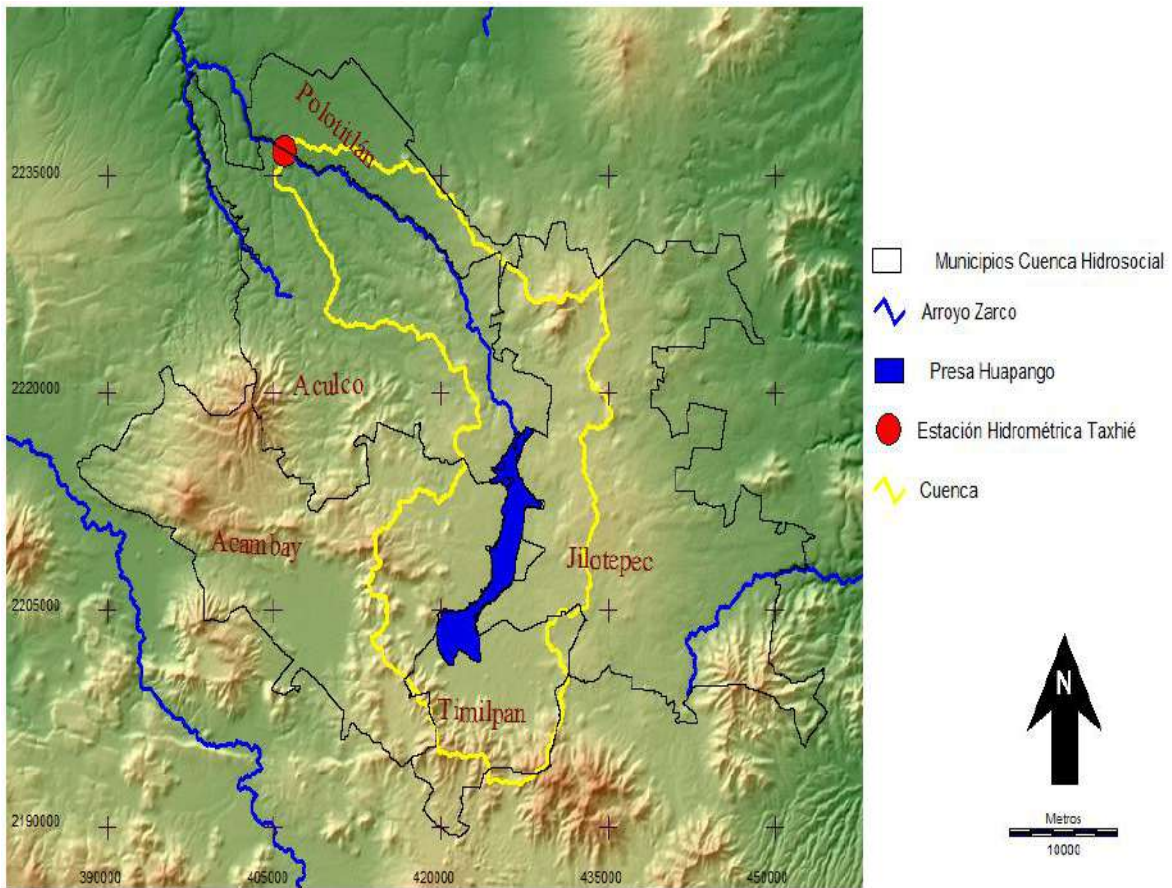 Polotitlán
2235000
Municipios Cuenca Hidrosocial
Arroyo Zarco
Presa Huapango
Aculco
2220000
Estación Hidrométrica Taxhié
Cuenca
Acambay
Jilotepec
2205000
Timilpan
N
Metros
10000
2190000
390000
405000
420000
435000
450000